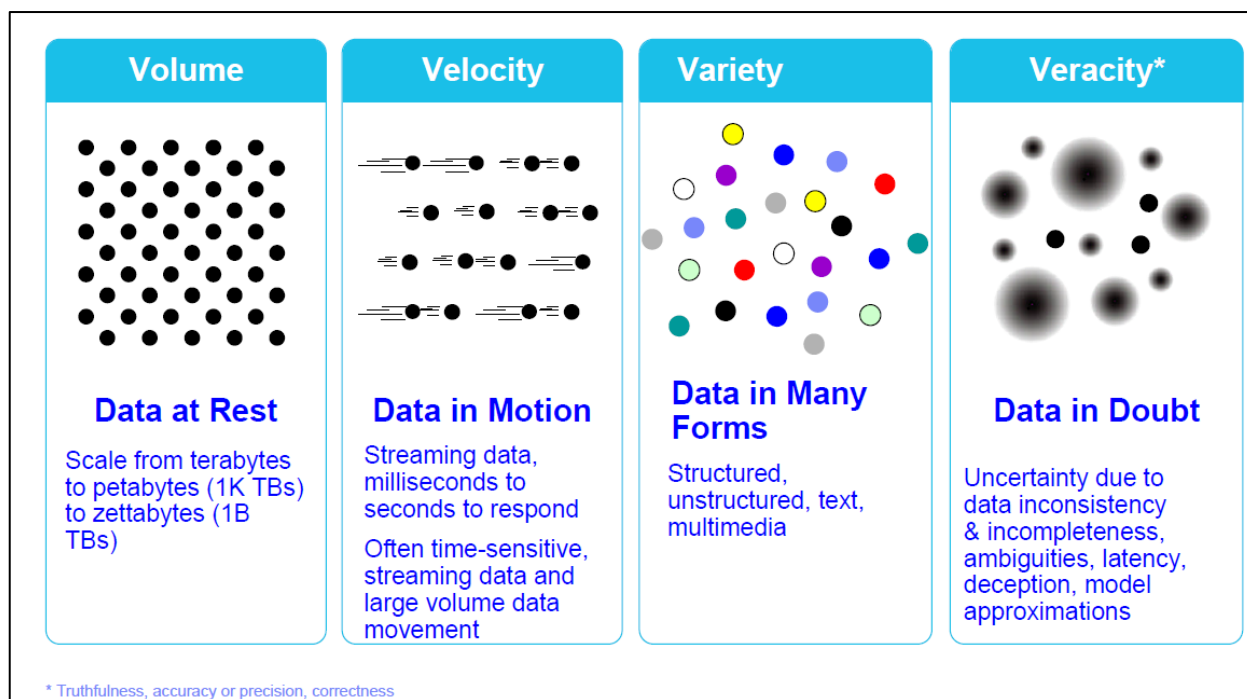 Volume
Data at Rest
Scale from terabytes
to petabytes (1K TBs)
to zettabytes (1B
TBs)
Velocity
Data in Motion
Streaming data,
milliseconds to
seconds to respond
Often time-sensitive,
streaming data and
large volume data
movement
Variety
Data in Many
Forms
Structured,
unstructured, text,
multimedia
Veracity*
Data in Doubt
Uncertainty due to
data inconsistency
& incompleteness,
ambiguities, latency,
deception, model
approximations
* Truthfulness, accuracy or precision, correctness